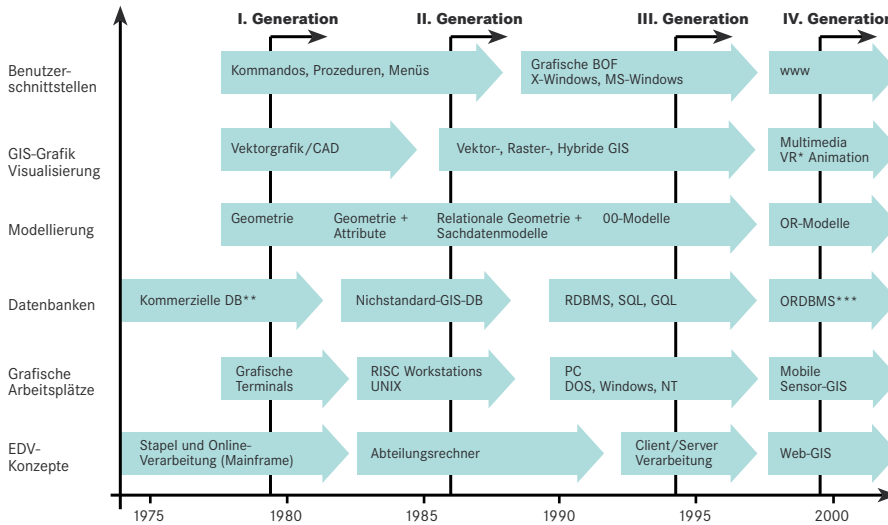 I. Generation
II. Generation
III. Generation
IV. Generation
Benutzer-
schnittstellen
Kommandos, Prozeduren, Menüs
Grafische BOF
X-Windows, MS-Windows
www
GIS-Grafik
Visualisierung
Vektorgrafik/CAD
Vektor-, Raster-, Hybride GIS
Multimedia
VR* Animation
Modellierung
Geometrie
Geometrie +
Attribute
Relationale Geometrie +
Sachdatenmodelle
00-Modelle
OR-Modelle
Datenbanken
Kommerzielle DB**
Nichstandard-GIS-DB
RDBMS, SQL, GQL
ORDBMS***
Grafische
Arbeitsplätze
Grafische
Terminals
RISC Workstations
UNIX
PC
DOS, Windows, NT
Mobile
Sensor-GIS
EDV-
Konzepte
Stapel und Online-
Verarbeitung (Mainframe)
Abteilungsrechner
Client/Server
Verarbeitung
Web-GIS
1975
1980
1985
1990
1995
2000